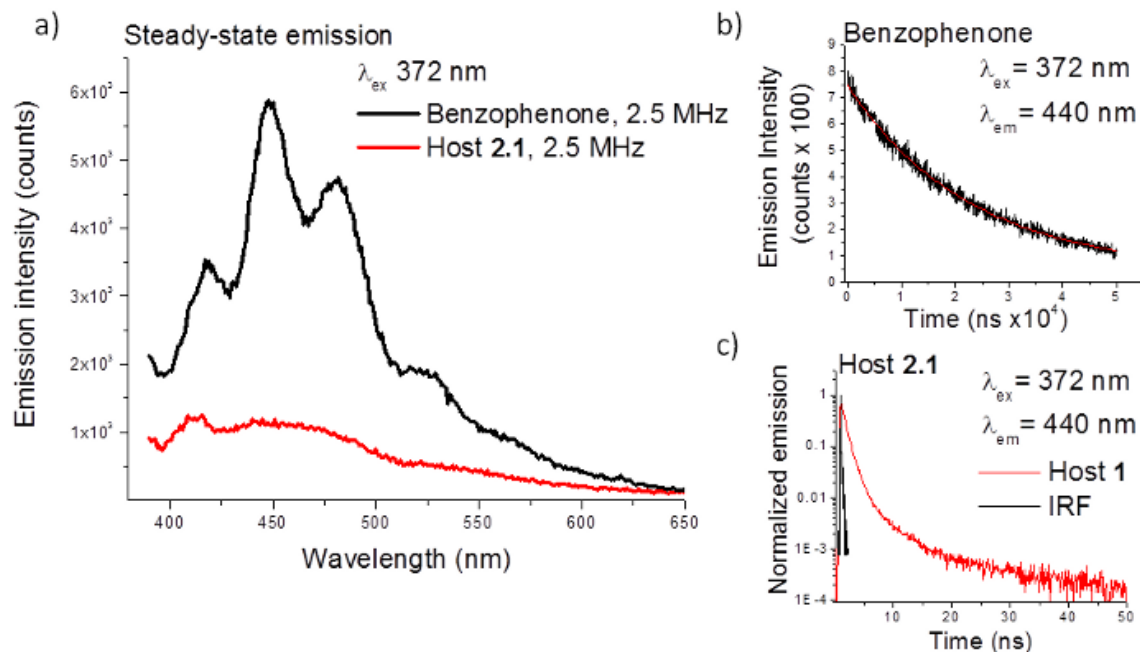 a)
Steady-state emission
λex 372 nm
Benzophenone, 2.5 MHz
Host 2.1, 2.5 MHz
Emission intensity (counts)
6x10³
5x10³
4x10³
3x10³
2x10³
1x10³
400 450 500 550 600 650
Wavelength (nm)
b)
Benzophenone
λex = 372 nm
λem = 440 nm
Emission Intensity
(counts x 100)
9
8
7
6
5
4
3
2
1
0
0 1 2 3 4 5
Time (ns x10⁴)
c)
Host 2.1
λex = 372 nm
λem = 440 nm
Host 1
IRF
Normalized emission
1
0.1
0.01
1E-3
1E-4
10 20 30 40 50
Time (ns)